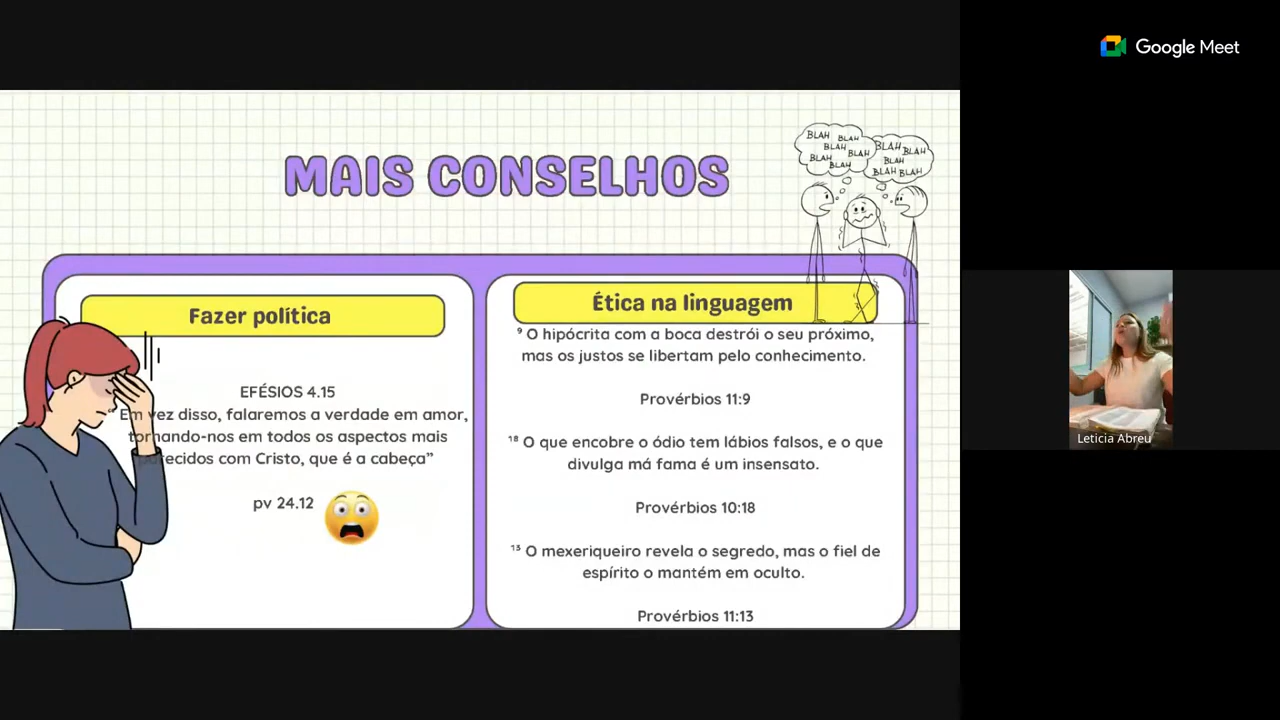 Google Meet
MAIS CONSELHOS
BLAH BLAH
BLAH BLAH
BLAH BLAH
BLAH BLAH
BLAH
BLAH BLAH
Fazer política
EFÉSIOS 4.15
“ Em vez disso, falaremos a verdade em amor,
tornando-nos em todos os aspectos mais
parecidos com Cristo, que é a cabeça”
pv 24.12
Ética na linguagem
⁹ O hipócrita com a boca destrói o seu próximo,
mas os justos se libertam pelo conhecimento.
Provérbios 11:9
¹⁸ O que encobre o ódio tem lábios falsos, e o que
divulga má fama é um insensato.
Provérbios 10:18
¹³ O mexeriqueiro revela o segredo, mas o fiel de
espírito o mantém em oculto.
Provérbios 11:13
Leticia Abreu